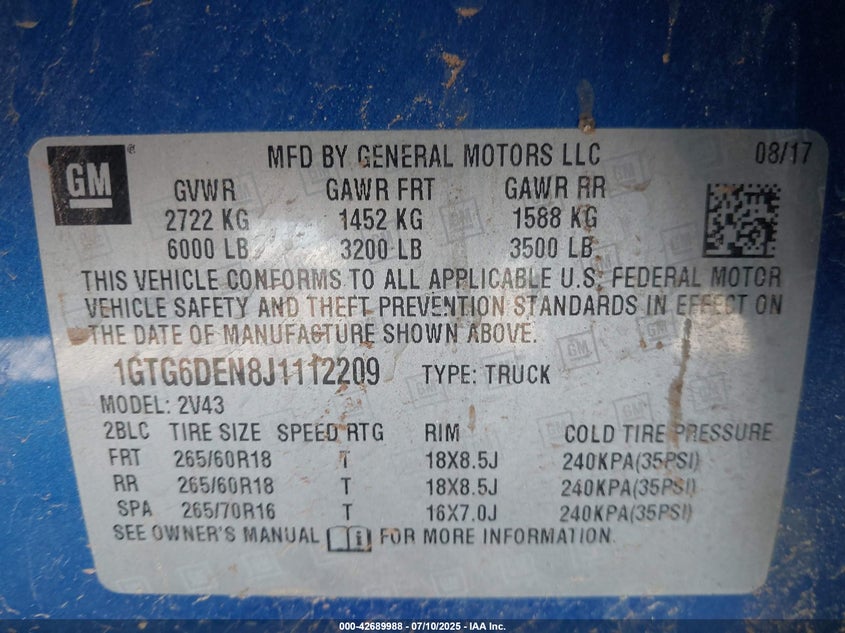 GM ® MFD BY GENERAL MOTORS LLC 08/17
GVWR GAWR FRT GAWR RR
2722 KG 1452 KG 1588 KG
6000 LB 3200 LB 3500 LB
THIS VEHICLE CONFORMS TO ALL APPLICABLE U.S. FEDERAL MOTOR
VEHICLE SAFETY AND THEFT PREVENTION STANDARDS IN EFFECT ON
THE DATE OF MANUFACTURE SHOWN ABOVE.
1GTG6DEN8J1112209 TYPE: TRUCK
MODEL: 2V43
2BLC TIRE SIZE SPEED RTG RIM COLD TIRE PRESSURE
FRT 265/60R18 T 18X8.5J 240KPA(35PSI)
RR 265/60R18 T 18X8.5J 240KPA(35PSI)
SPA 265/70R16 T 16X7.0J 240KPA(35PSI)
SEE OWNER'S MANUAL FOR MORE INFORMATION.
000-42689988 - 07/10/2025 - IAA Inc.